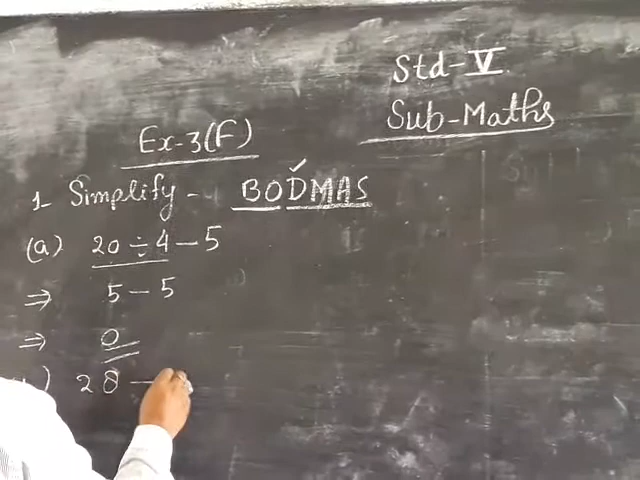 Std-V
Sub-Maths
Ex-3(F)
1- Simplify - BODMAS
(a) 20 ÷ 4 - 5
⇒ 5 - 5
⇒ 0
) 28 -